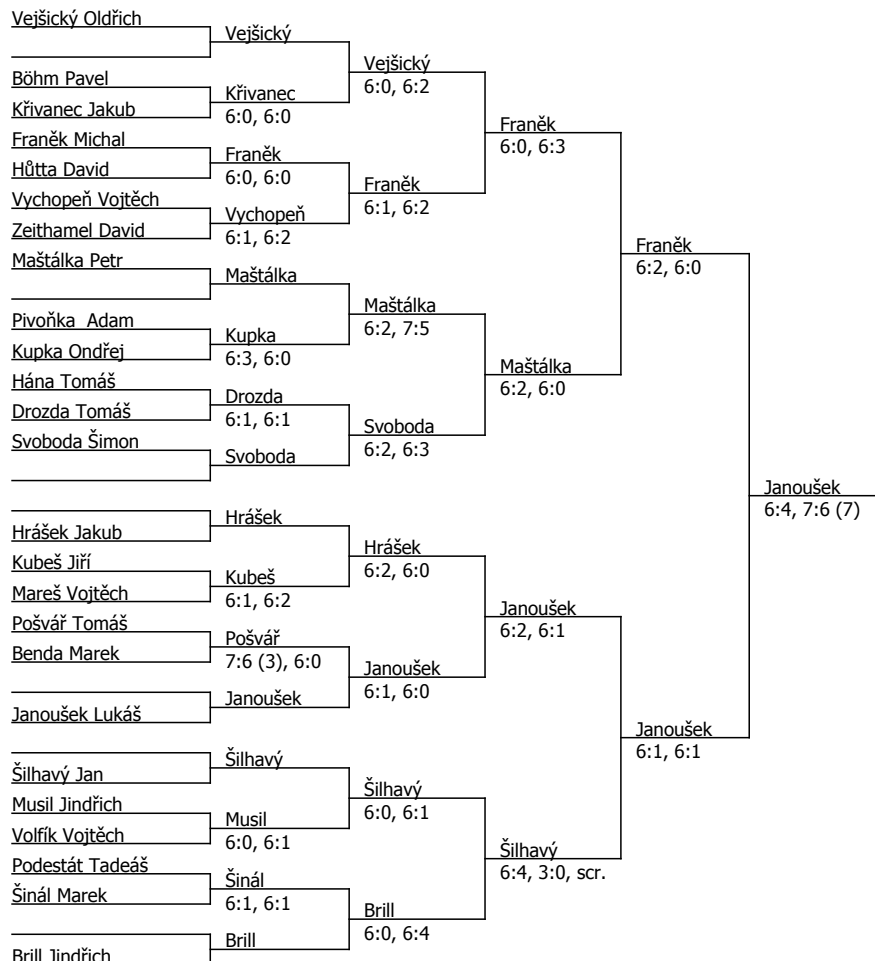 Vejšický Oldřich
Vejšický
Vejšický
6:0, 6:2
Böhm Pavel
Křivanec
6:0, 6:0
Křivanec Jakub
Franěk
6:0, 6:3
Franěk Michal
Franěk
6:0, 6:0
Hůtta David
Franěk
6:1, 6:2
Vychopeň Vojtěch
Vychopeň
6:1, 6:2
Zeithamel David
Franěk
6:2, 6:0
Maštálka Petr
Maštálka
Maštálka
6:2, 7:5
Pivoňka  Adam
Kupka
6:3, 6:0
Kupka Ondřej
Maštálka
6:2, 6:0
Hána Tomáš
Drozda
6:1, 6:1
Drozda Tomáš
Svoboda
6:2, 6:3
Svoboda Šimon
Svoboda
Janoušek
6:4, 7:6 (7)
Hrášek
Hrášek Jakub
Hrášek
6:2, 6:0
Kubeš Jiří
Kubeš
6:1, 6:2
Mareš Vojtěch
Janoušek
6:2, 6:1
Pošvář Tomáš
Pošvář
7:6 (3), 6:0
Benda Marek
Janoušek
6:1, 6:0
Janoušek
Janoušek Lukáš
Janoušek
6:1, 6:1
Šilhavý
Šilhavý Jan
Šilhavý
6:0, 6:1
Musil Jindřich
Musil
6:0, 6:1
Volfík Vojtěch
Šilhavý
6:4, 3:0, scr.
Podestát Tadeáš
Šinál
6:1, 6:1
Šinál Marek
Brill
6:0, 6:4
Brill
Brill Jindřich